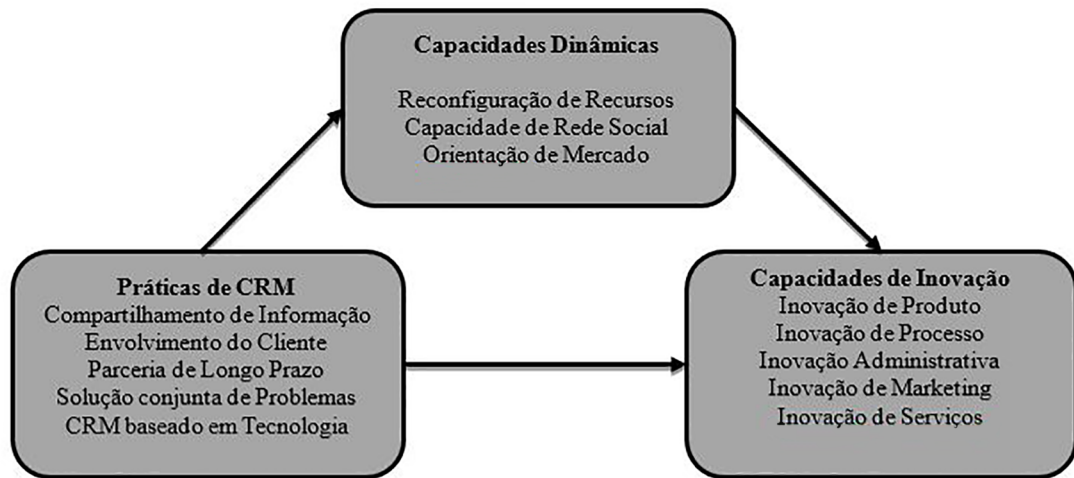 Capacidades Dinâmicas
Reconfiguração de Recursos
Capacidade de Rede Social
Orientação de Mercado
Práticas de CRM
Compartilhamento de Informação
Envolvimento do Cliente
Parceria de Longo Prazo
Solução conjunta de Problemas
CRM baseado em Tecnologia
Capacidades de Inovação
Inovação de Produto
Inovação de Processo
Inovação Administrativa
Inovação de Marketing
Inovação de Serviços